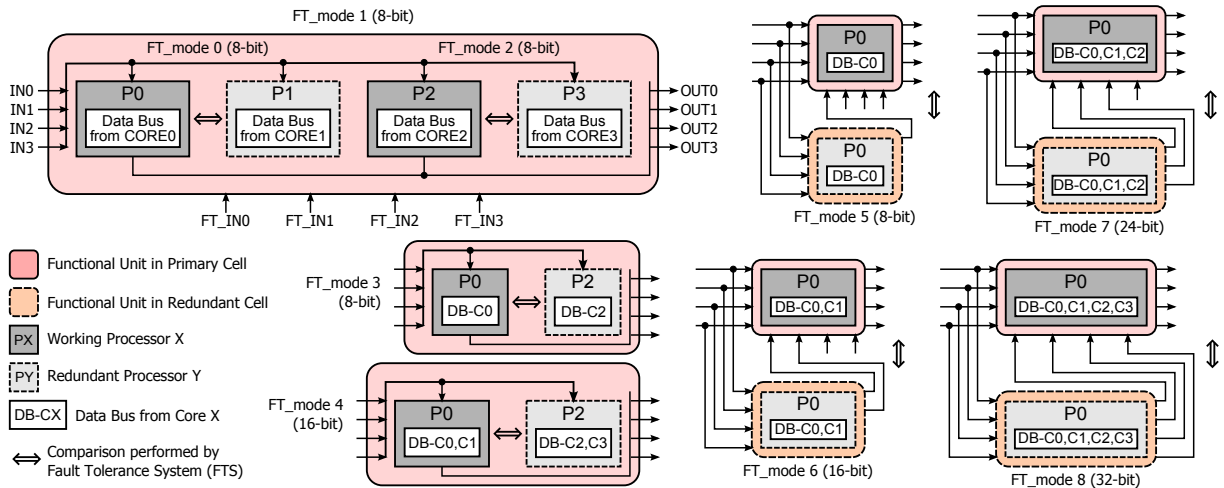 FT_mode 1 (8-bit)
FT_mode 0 (8-bit)
FT_mode 2 (8-bit)
IN0
IN1
IN2
IN3
P0
Data Bus
from CORE0
P1
Data Bus
from CORE1
P2
Data Bus
from CORE2
P3
Data Bus
from CORE3
OUT0
OUT1
OUT2
OUT3
FT_IN0
FT_IN1
FT_IN2
FT_IN3
P0
DB-C0
P0
DB-C0
FT_mode 5 (8-bit)
P0
DB-C0,C1,C2
P0
DB-C0,C1,C2
FT_mode 7 (24-bit)
Functional Unit in Primary Cell
Functional Unit in Redundant Cell
PX
Working Processor X
PY
Redundant Processor Y
DB-CX
Data Bus from Core X
Comparison performed by
Fault Tolerance System (FTS)
FT_mode 3
(8-bit)
P0
DB-C0
P2
DB-C2
FT_mode 4
(16-bit)
P0
DB-C0,C1
P2
DB-C2,C3
P0
DB-C0,C1
P0
DB-C0,C1
FT_mode 6 (16-bit)
P0
DB-C0,C1,C2,C3
P0
DB-C0,C1,C2,C3
FT_mode 8 (32-bit)